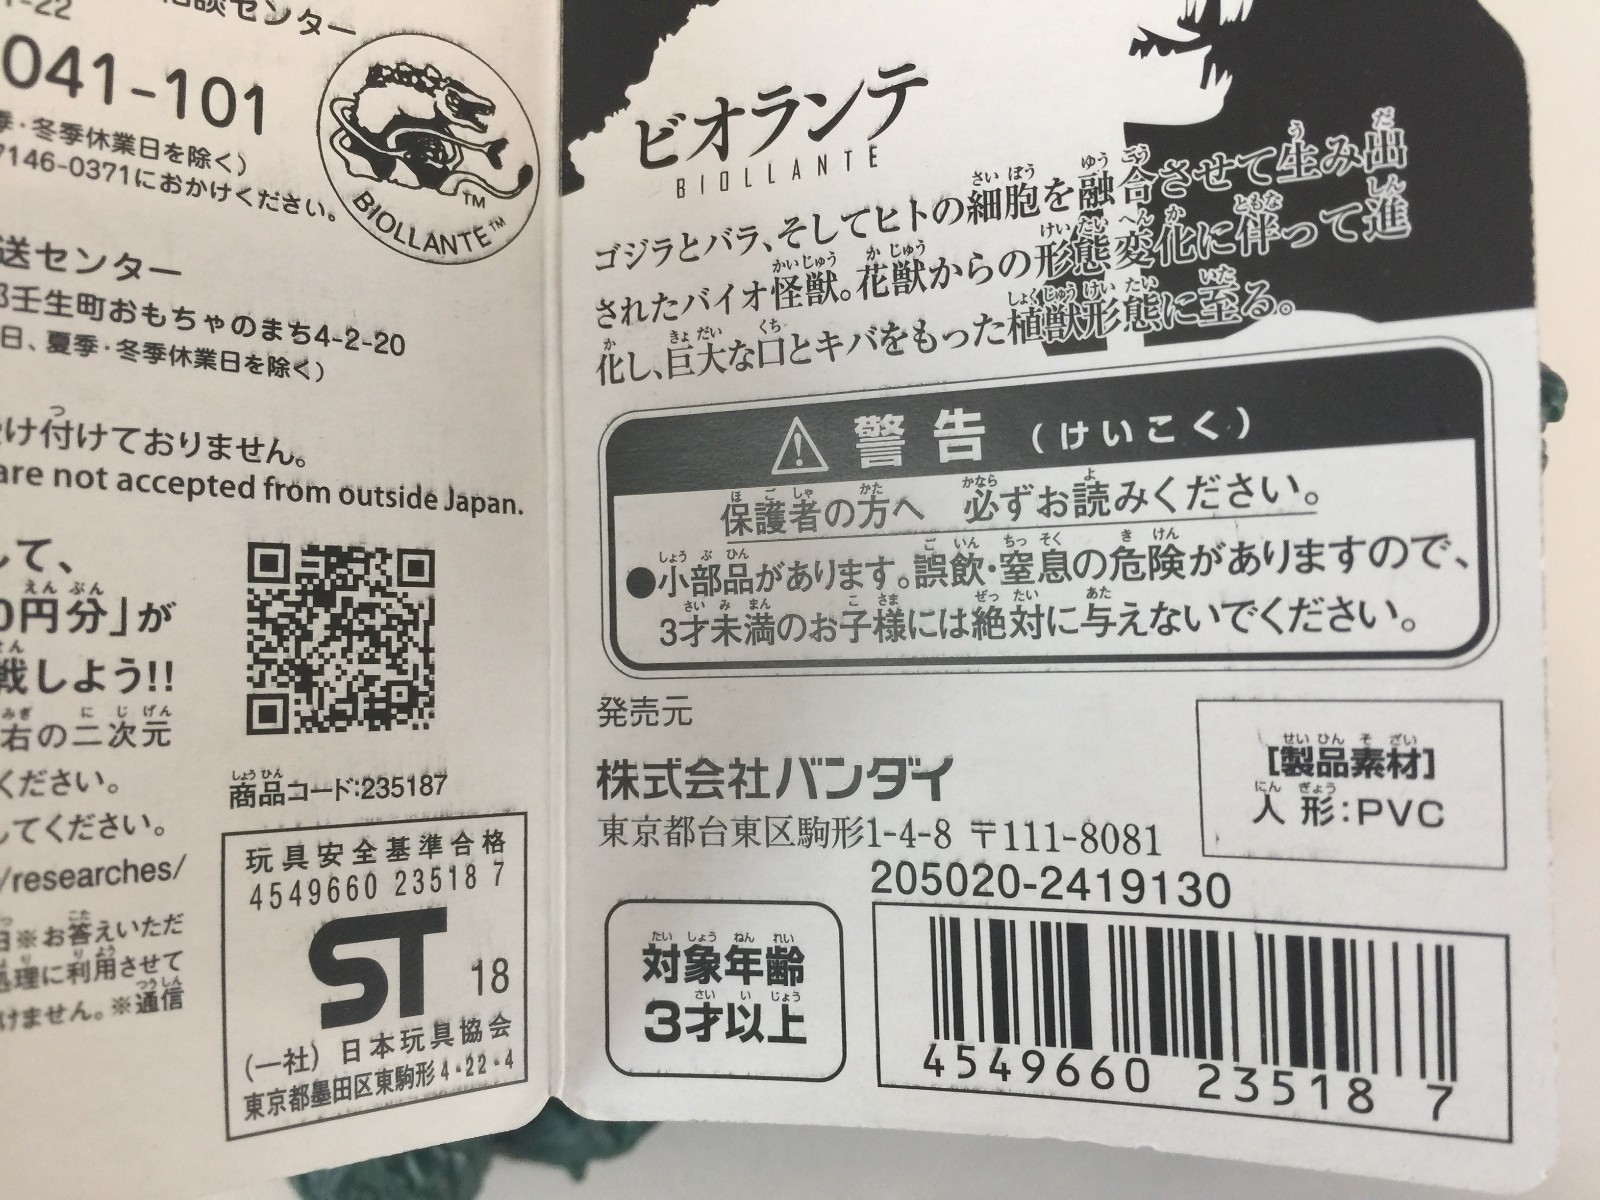 041-101
季・冬季休業日を除く)
7146-0371におかけください。
TM
BIOLLANTE™
送センター
壬生町おもちゃのまち4-2-20
日、夏季・冬季休業日を除く)
け付けておりません。
are not accepted from outside Japan.
して、
0円分」が
戦しよう!!
右の二次元
ください。
してください。
/researches/
※お答えいただ
処理に利用させて
けません。※通信
商品コード:235187
玩具安全基準合格
4549660 23518 7
ST 18
(一社) 日本玩具協会
東京都墨田区東駒形4-22-4
ビオランテ
BIOLLANTE
ゴジラとバラ、そしてヒトの細胞を融合させて生み出
されたバイオ怪獣。花獣からの形態変化に伴って進
化し、巨大な口とキバをもった植獣形態に至る。
警告 (けいこく)
保護者の方へ 必ずお読みください。
●小部品があります。誤飲・窒息の危険がありますので、
3才未満のお子様には絶対に与えないでください。
発売元
株式会社バンダイ
東京都台東区駒形1-4-8 〒111-8081
[製品素材]
人形:PVC
205020-2419130
対象年齢
3才以上
4549660 23518 7